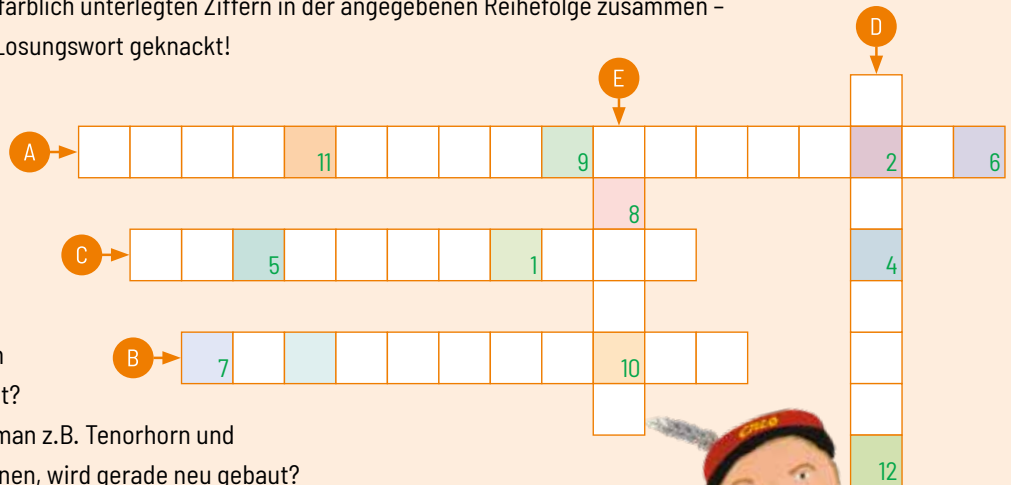 farblich unterlegten Ziffern in der angegebenen Reihefolge zusammen –
Losungswort geknackt!
D
E
A
11
9
2
6
8
C
5
1
4
B
7
10
t?
man z.B. Tenorhorn und
nen, wird gerade neu gebaut?
12